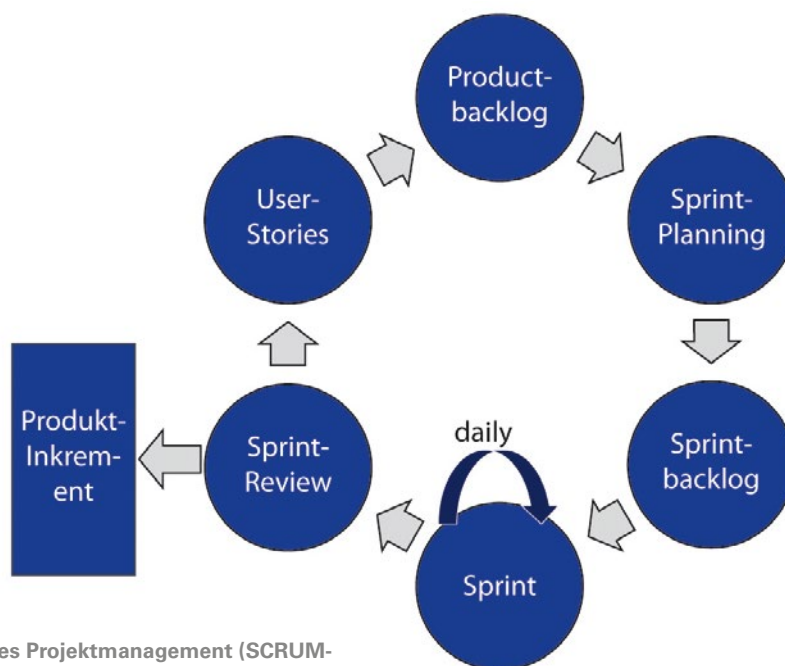 Product-
backlog
User-
Stories
Sprint-
Planning
Produkt-
Inkrem-
ent
Sprint-
Review
daily
Sprint-
backlog
Sprint
es Projektmanagement (SCRUM-